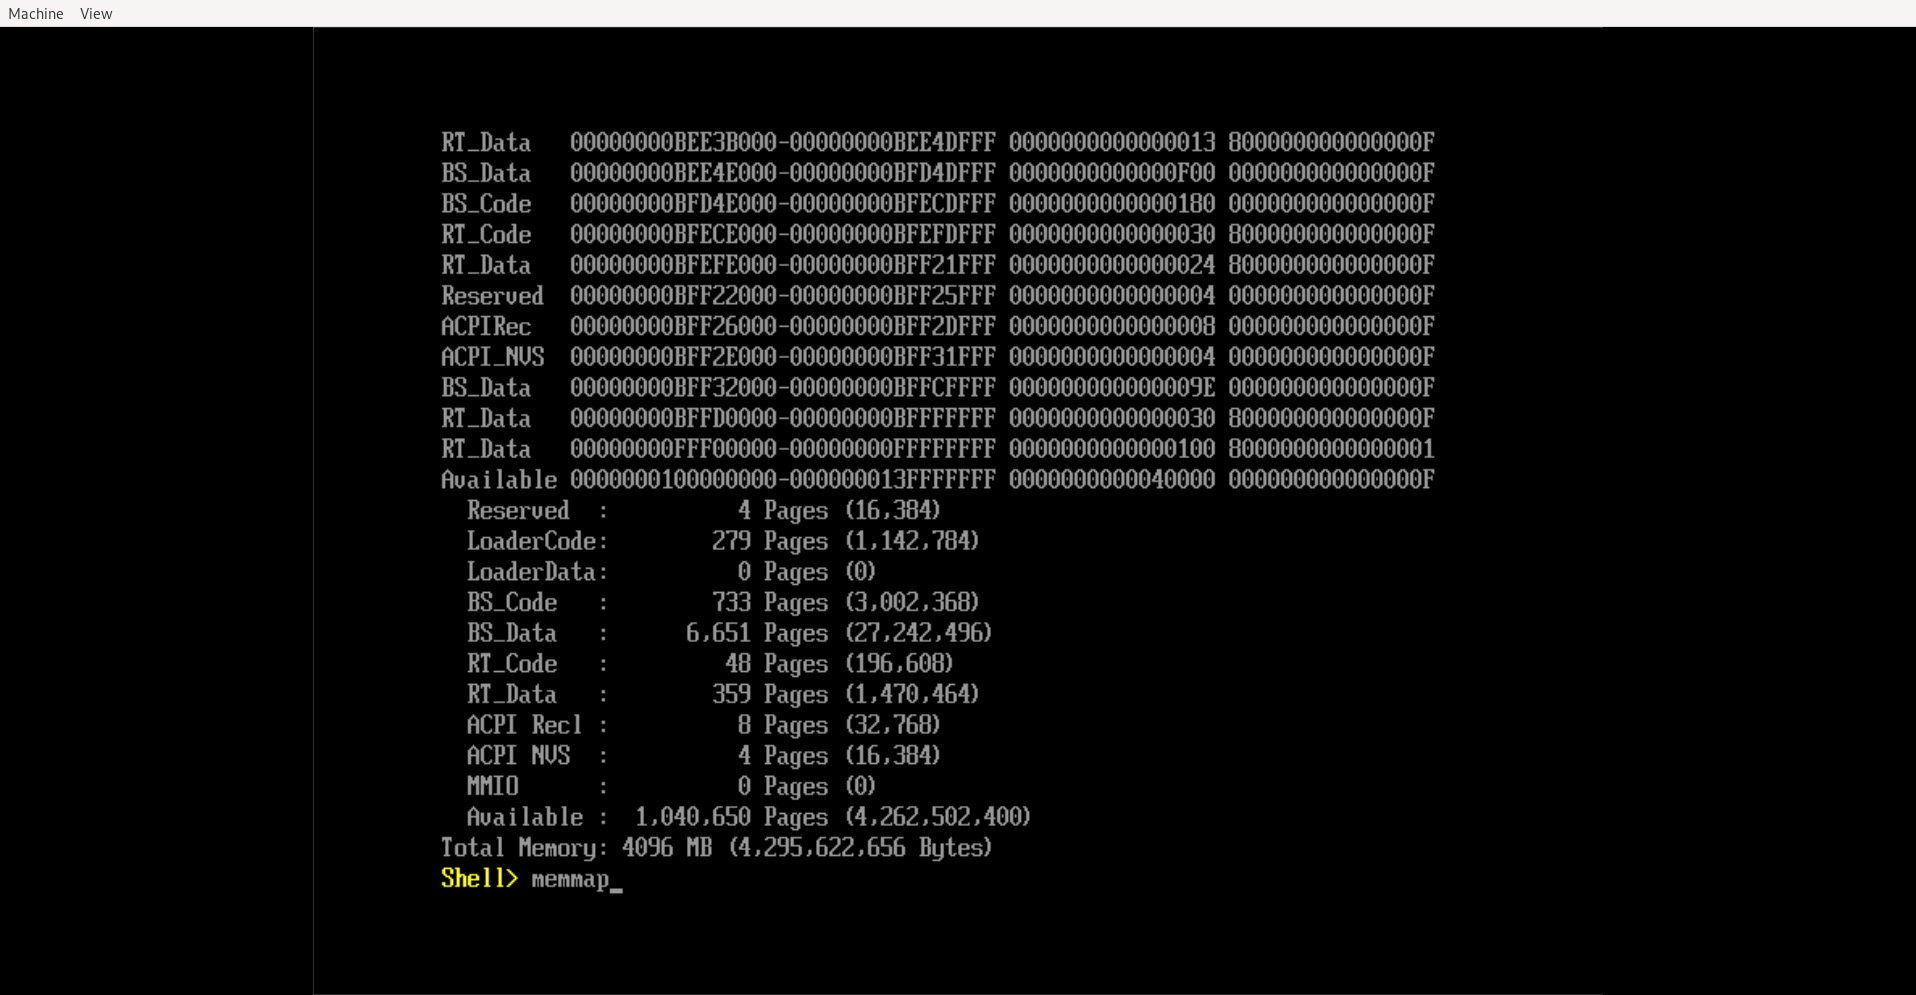 Machine View
RT_Data   00000000BEE3B000-00000000BEE4DFFF 0000000000000013 800000000000000F
BS_Data   00000000BEE4E000-00000000BFD4DFFF 0000000000000F00 000000000000000F
BS_Code   00000000BFD4E000-00000000BFECDFFF 0000000000000180 000000000000000F
RT_Code   00000000BFECE000-00000000BFEFDFFF 0000000000000030 800000000000000F
RT_Data   00000000BFEFE000-00000000BFF21FFF 0000000000000024 800000000000000F
Reserved  00000000BFF22000-00000000BFF25FFF 0000000000000004 000000000000000F
ACPIRec   00000000BFF26000-00000000BFF2DFFF 0000000000000008 000000000000000F
ACPI_NVS  00000000BFF2E000-00000000BFF31FFF 0000000000000004 000000000000000F
BS_Data   00000000BFF32000-00000000BFFCFFFF 000000000000009E 000000000000000F
RT_Data   00000000BFFD0000-00000000BFFFFFFF 0000000000000030 800000000000000F
RT_Data   00000000FFF00000-00000000FFFFFFFF 0000000000000100 8000000000000001
Available 0000000100000000-000000013FFFFFFF 0000000000040000 000000000000000F
  Reserved  :          4 Pages (16,384)
  LoaderCode:        279 Pages (1,142,784)
  LoaderData:          0 Pages (0)
  BS_Code   :        733 Pages (3,002,368)
  BS_Data   :      6,651 Pages (27,242,496)
  RT_Code   :         48 Pages (196,608)
  RT_Data   :        359 Pages (1,470,464)
  ACPI Recl :          8 Pages (32,768)
  ACPI NVS  :          4 Pages (16,384)
  MMIO      :          0 Pages (0)
  Available :  1,040,650 Pages (4,262,502,400)
Total Memory: 4096 MB (4,295,622,656 Bytes)
Shell> memmap_